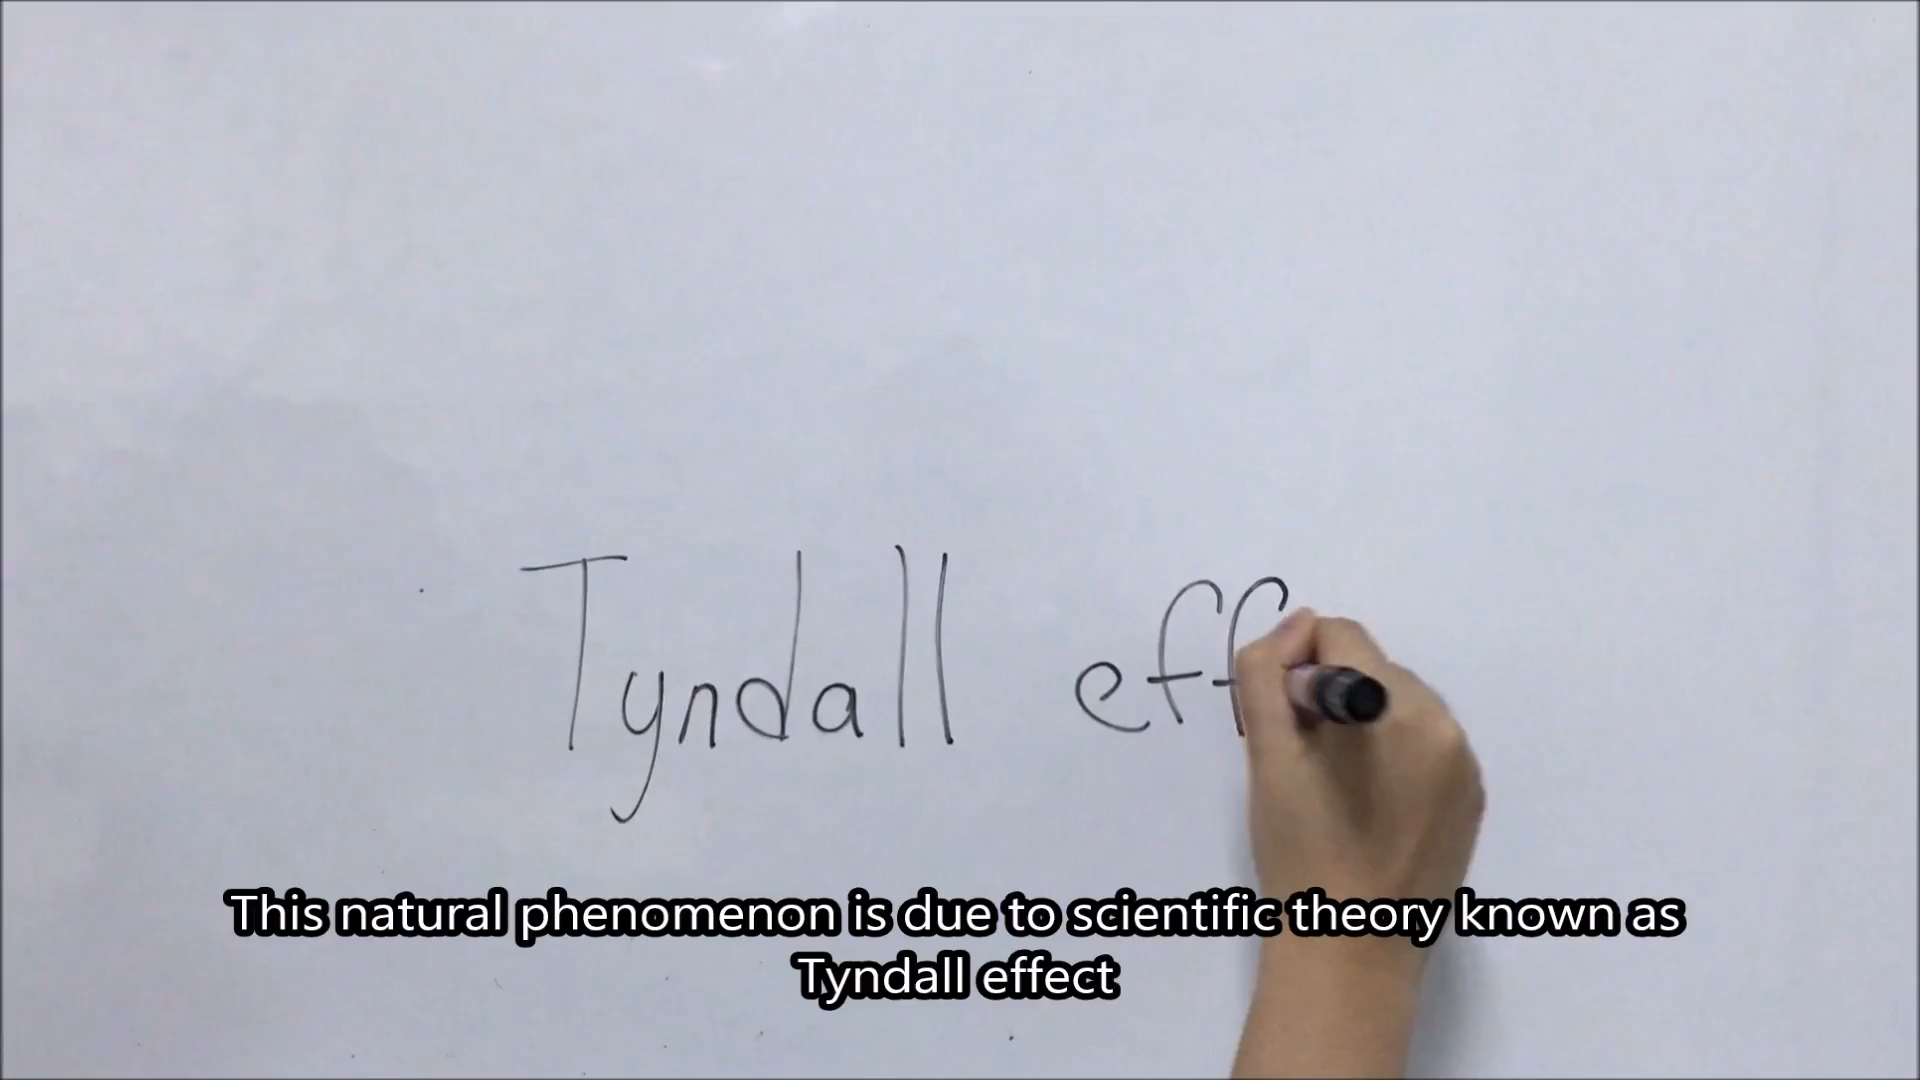 Tyndall eff
This natural phenomenon is due to scientific theory known as
Tyndall effect